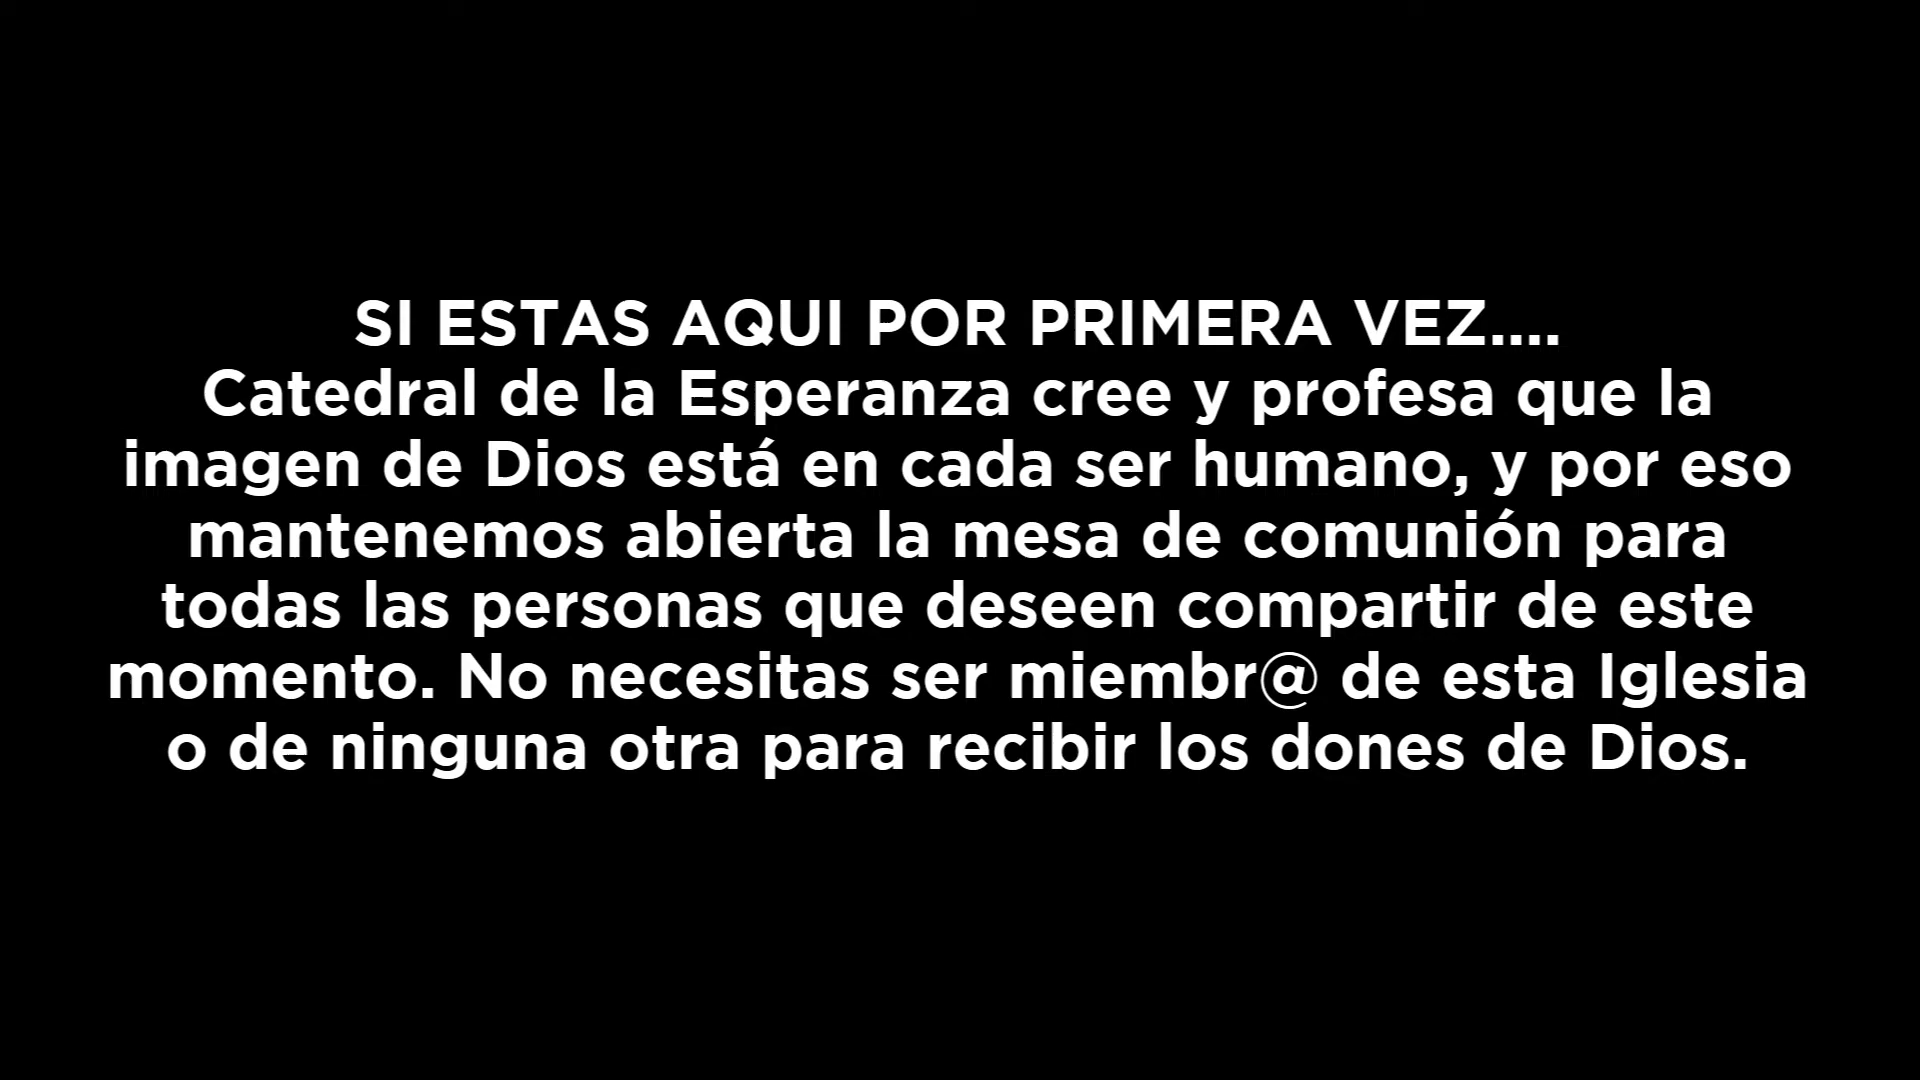 SI ESTAS AQUI POR PRIMERA VEZ....
Catedral de la Esperanza cree y profesa que la
imagen de Dios está en cada ser humano, y por eso
mantenemos abierta la mesa de comunión para
todas las personas que deseen compartir de este
momento. No necesitas ser miembr@ de esta Iglesia
o de ninguna otra para recibir los dones de Dios.